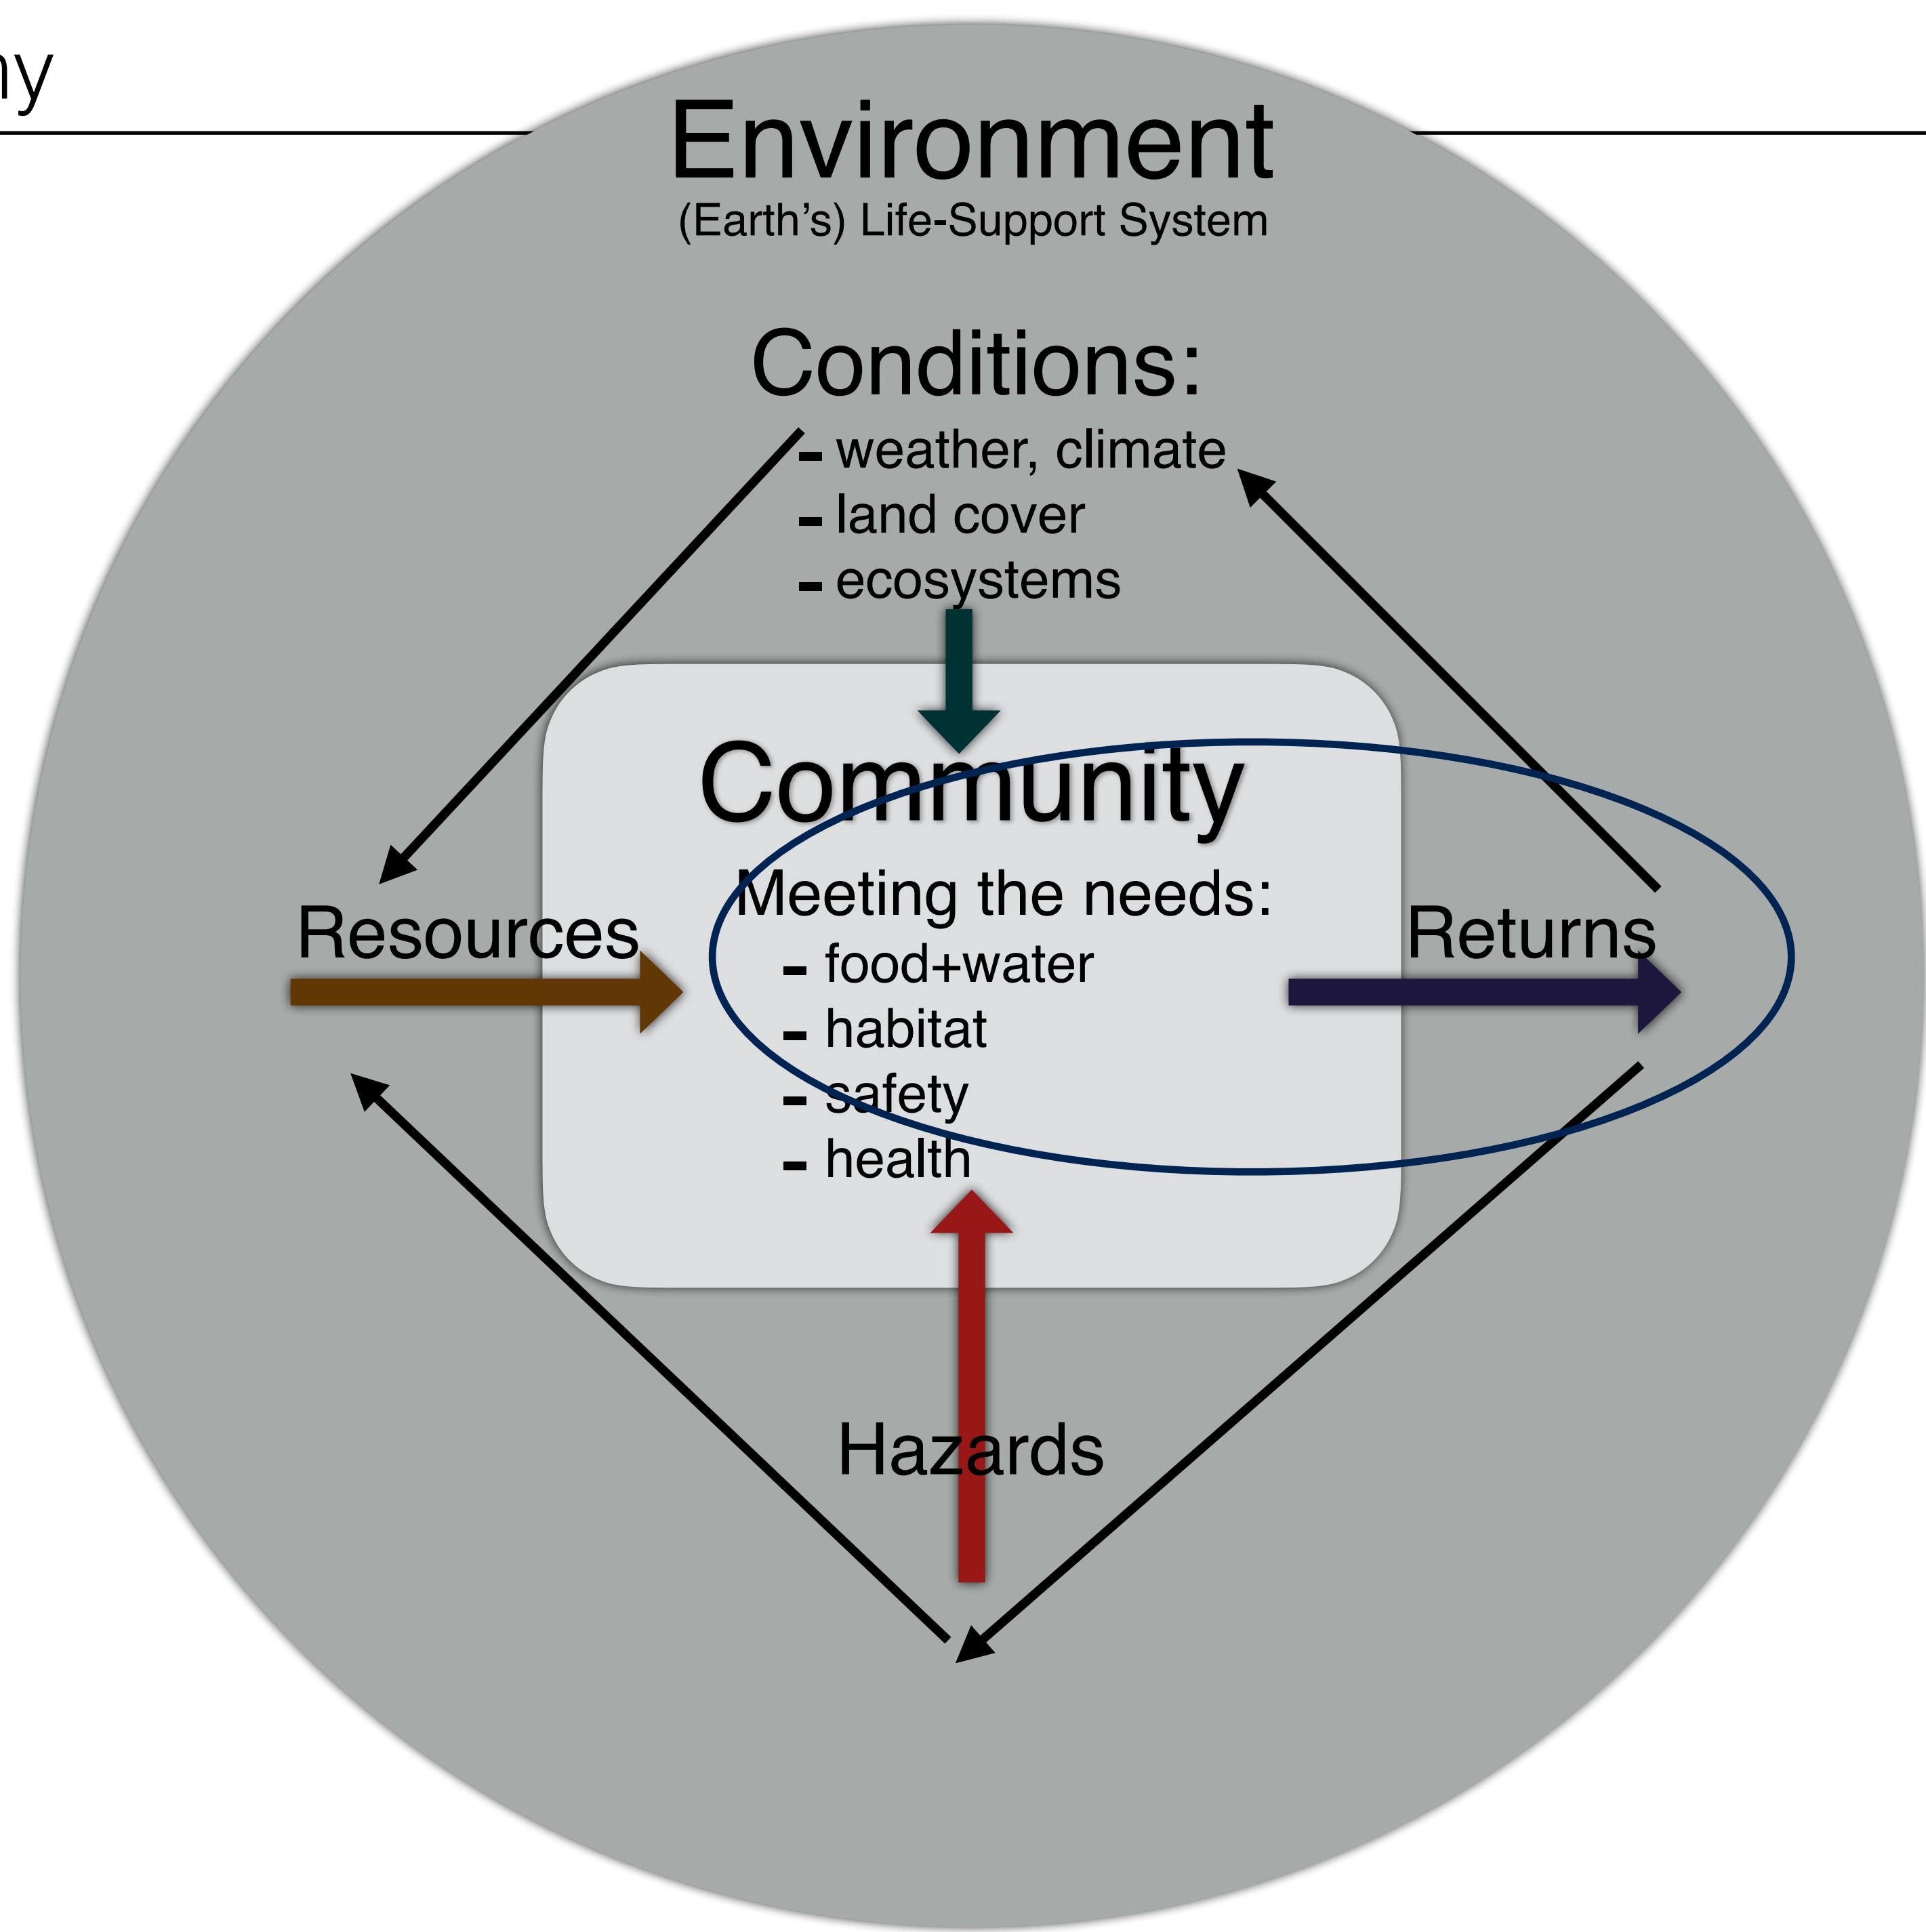 Environment
(Earth's) Life-Support System
Conditions:
- weather, climate
- land cover
- ecosystems
Community
Meeting the needs:
Resources
Returns
- food+water
- habitat
- safety
- health
Hazards